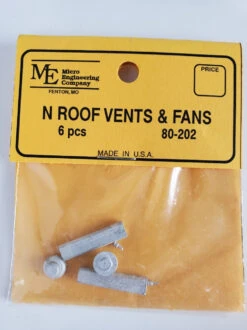 ME
Micro
Engineering
Company
FENTON, MO
PRICE
N ROOF VENTS & FANS
6 pcs 80-202
MADE IN U.S.A.